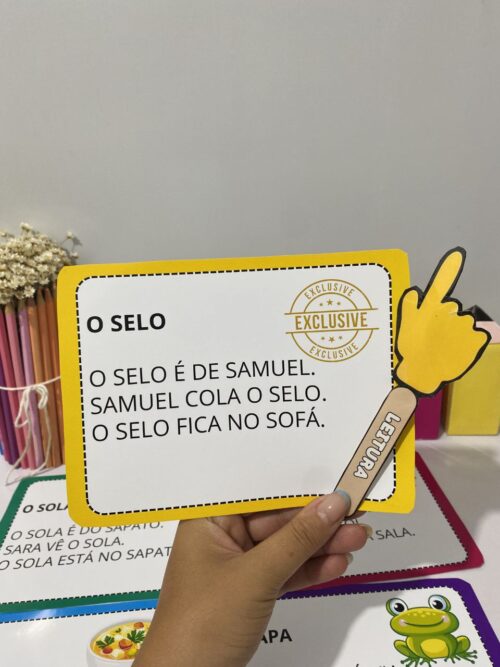 O SELO
EXCLUSIVE
EXCLUSIVE
EXCLUSIVE
O SELO É DE SAMUEL.
SAMUEL COLA O SELO.
O SELO FICA NO SOFÁ.
LEITURA
O SOLA
O SOLA É DO SAPATO.
SARA VÊ O SOLA.
O SOLA ESTÁ NO SAPAT
SALA.
APA